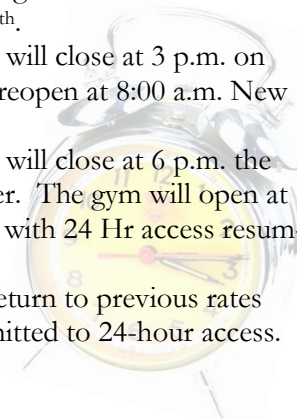 th.
will close at 3 p.m. on
reopen at 8:00 a.m. New
will close at 6 p.m. the
er. The gym will open at
with 24 Hr access resum-
eturn to previous rates
mitted to 24-hour access.